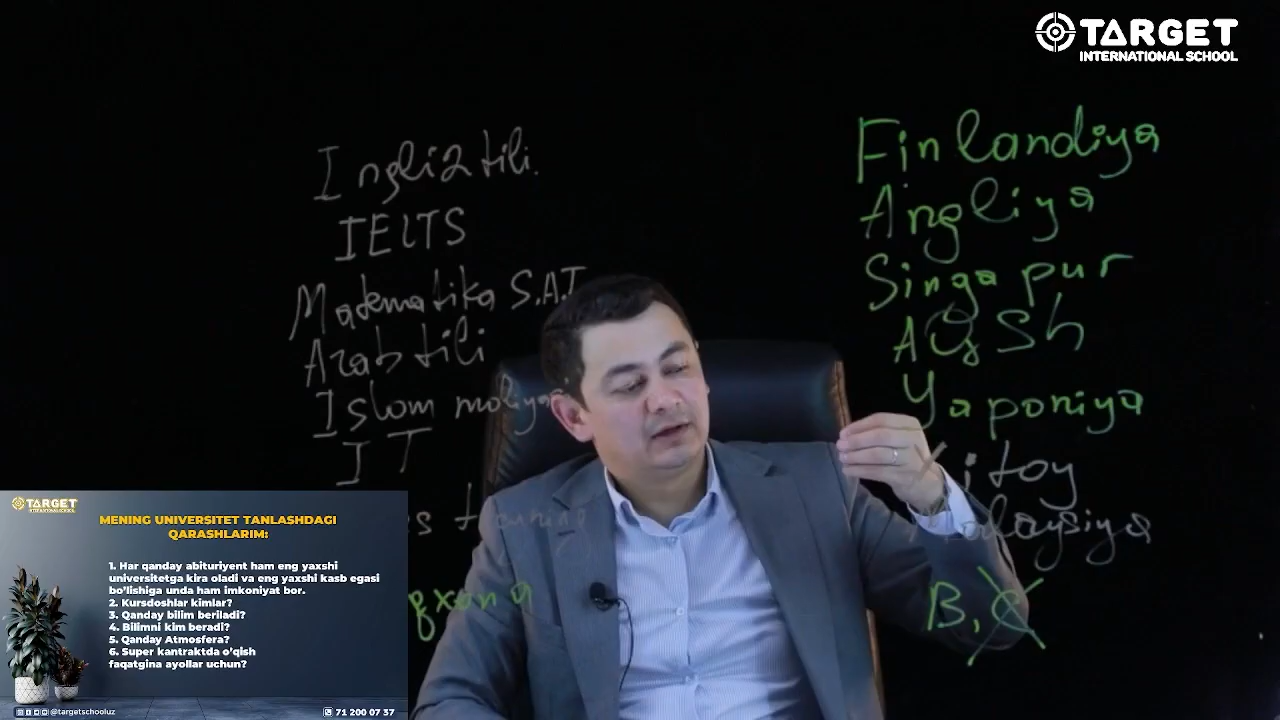 TARGET
INTERNATIONAL SCHOOL
Ingliz tili.
IELTS
Matematika S.A.T
Arab tili
Islom moliya
IT
Finlandiya
Angliya
Singapur
AQSh
Yaponiya
Xitoy
Malaysiya
B, C
TARGET
INTERNATIONAL SCHOOL
MENING UNIVERSITET TANLASHDAGI
QARASHLARIM:
1. Har qanday abituriyent ham eng yaxshi
universitetga kira oladi va eng yaxshi kasb egasi
bo'lishiga unda ham imkoniyat bor.
2. Kursdoshlar kimlar?
3. Qanday bilim beriladi?
4. Bilimni kim beradi?
5. Qanday Atmosfera?
6. Super kantraktda o'qish
faqatgina ayollar uchun?
@targetschooluz
71 200 07 37